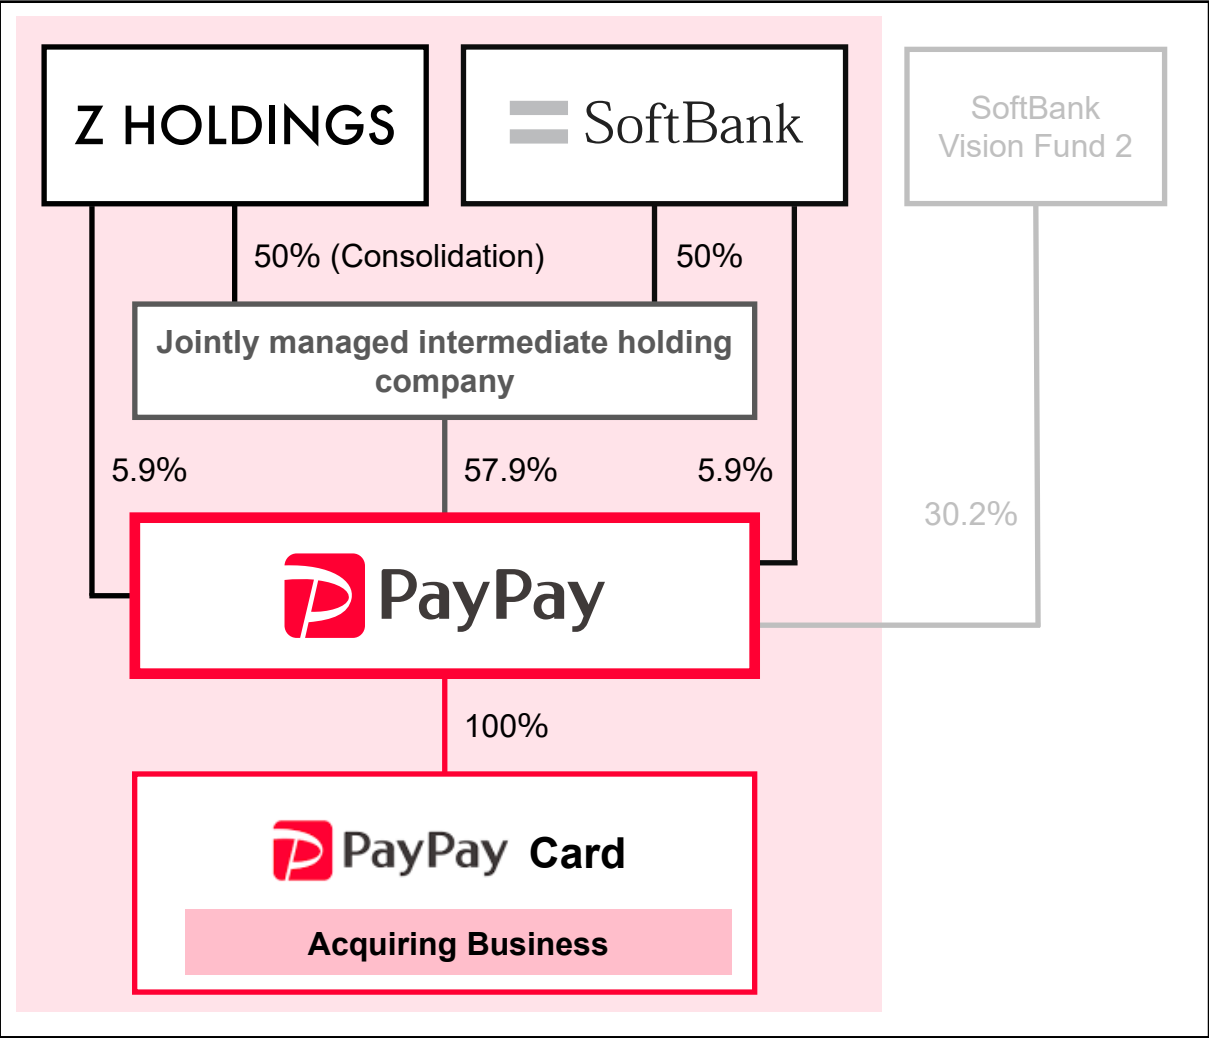 Z HOLDINGS
SoftBank
SoftBank
Vision Fund 2
50% (Consolidation)
50%
Jointly managed intermediate holding
company
5.9%
57.9%
5.9%
30.2%
PayPay
100%
PayPay Card
Acquiring Business